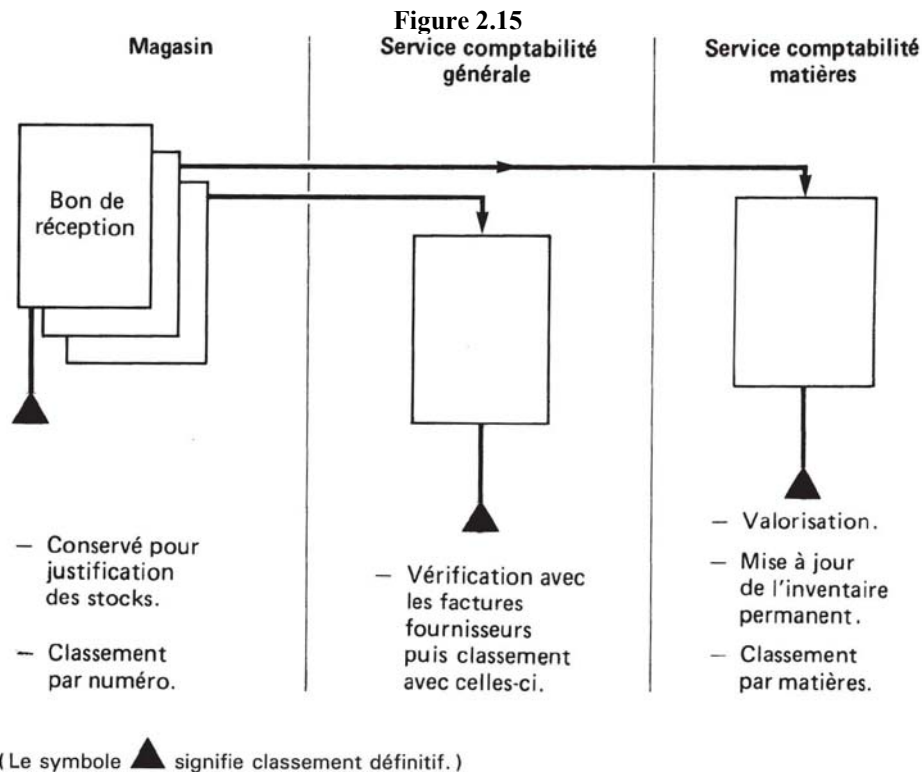 Figure 2.15
Magasin
Service comptabilité
générale
Service comptabilité
matières
Bon de
réception
— Conservé pour
justification
des stocks.
— Classement
par numéro.
— Vérification avec
les factures
fournisseurs
puis classement
avec celles-ci.
— Valorisation.
— Mise à jour
de l'inventaire
permanent.
— Classement
par matières.
(Le symbole ▲ signifie classement définitif.)